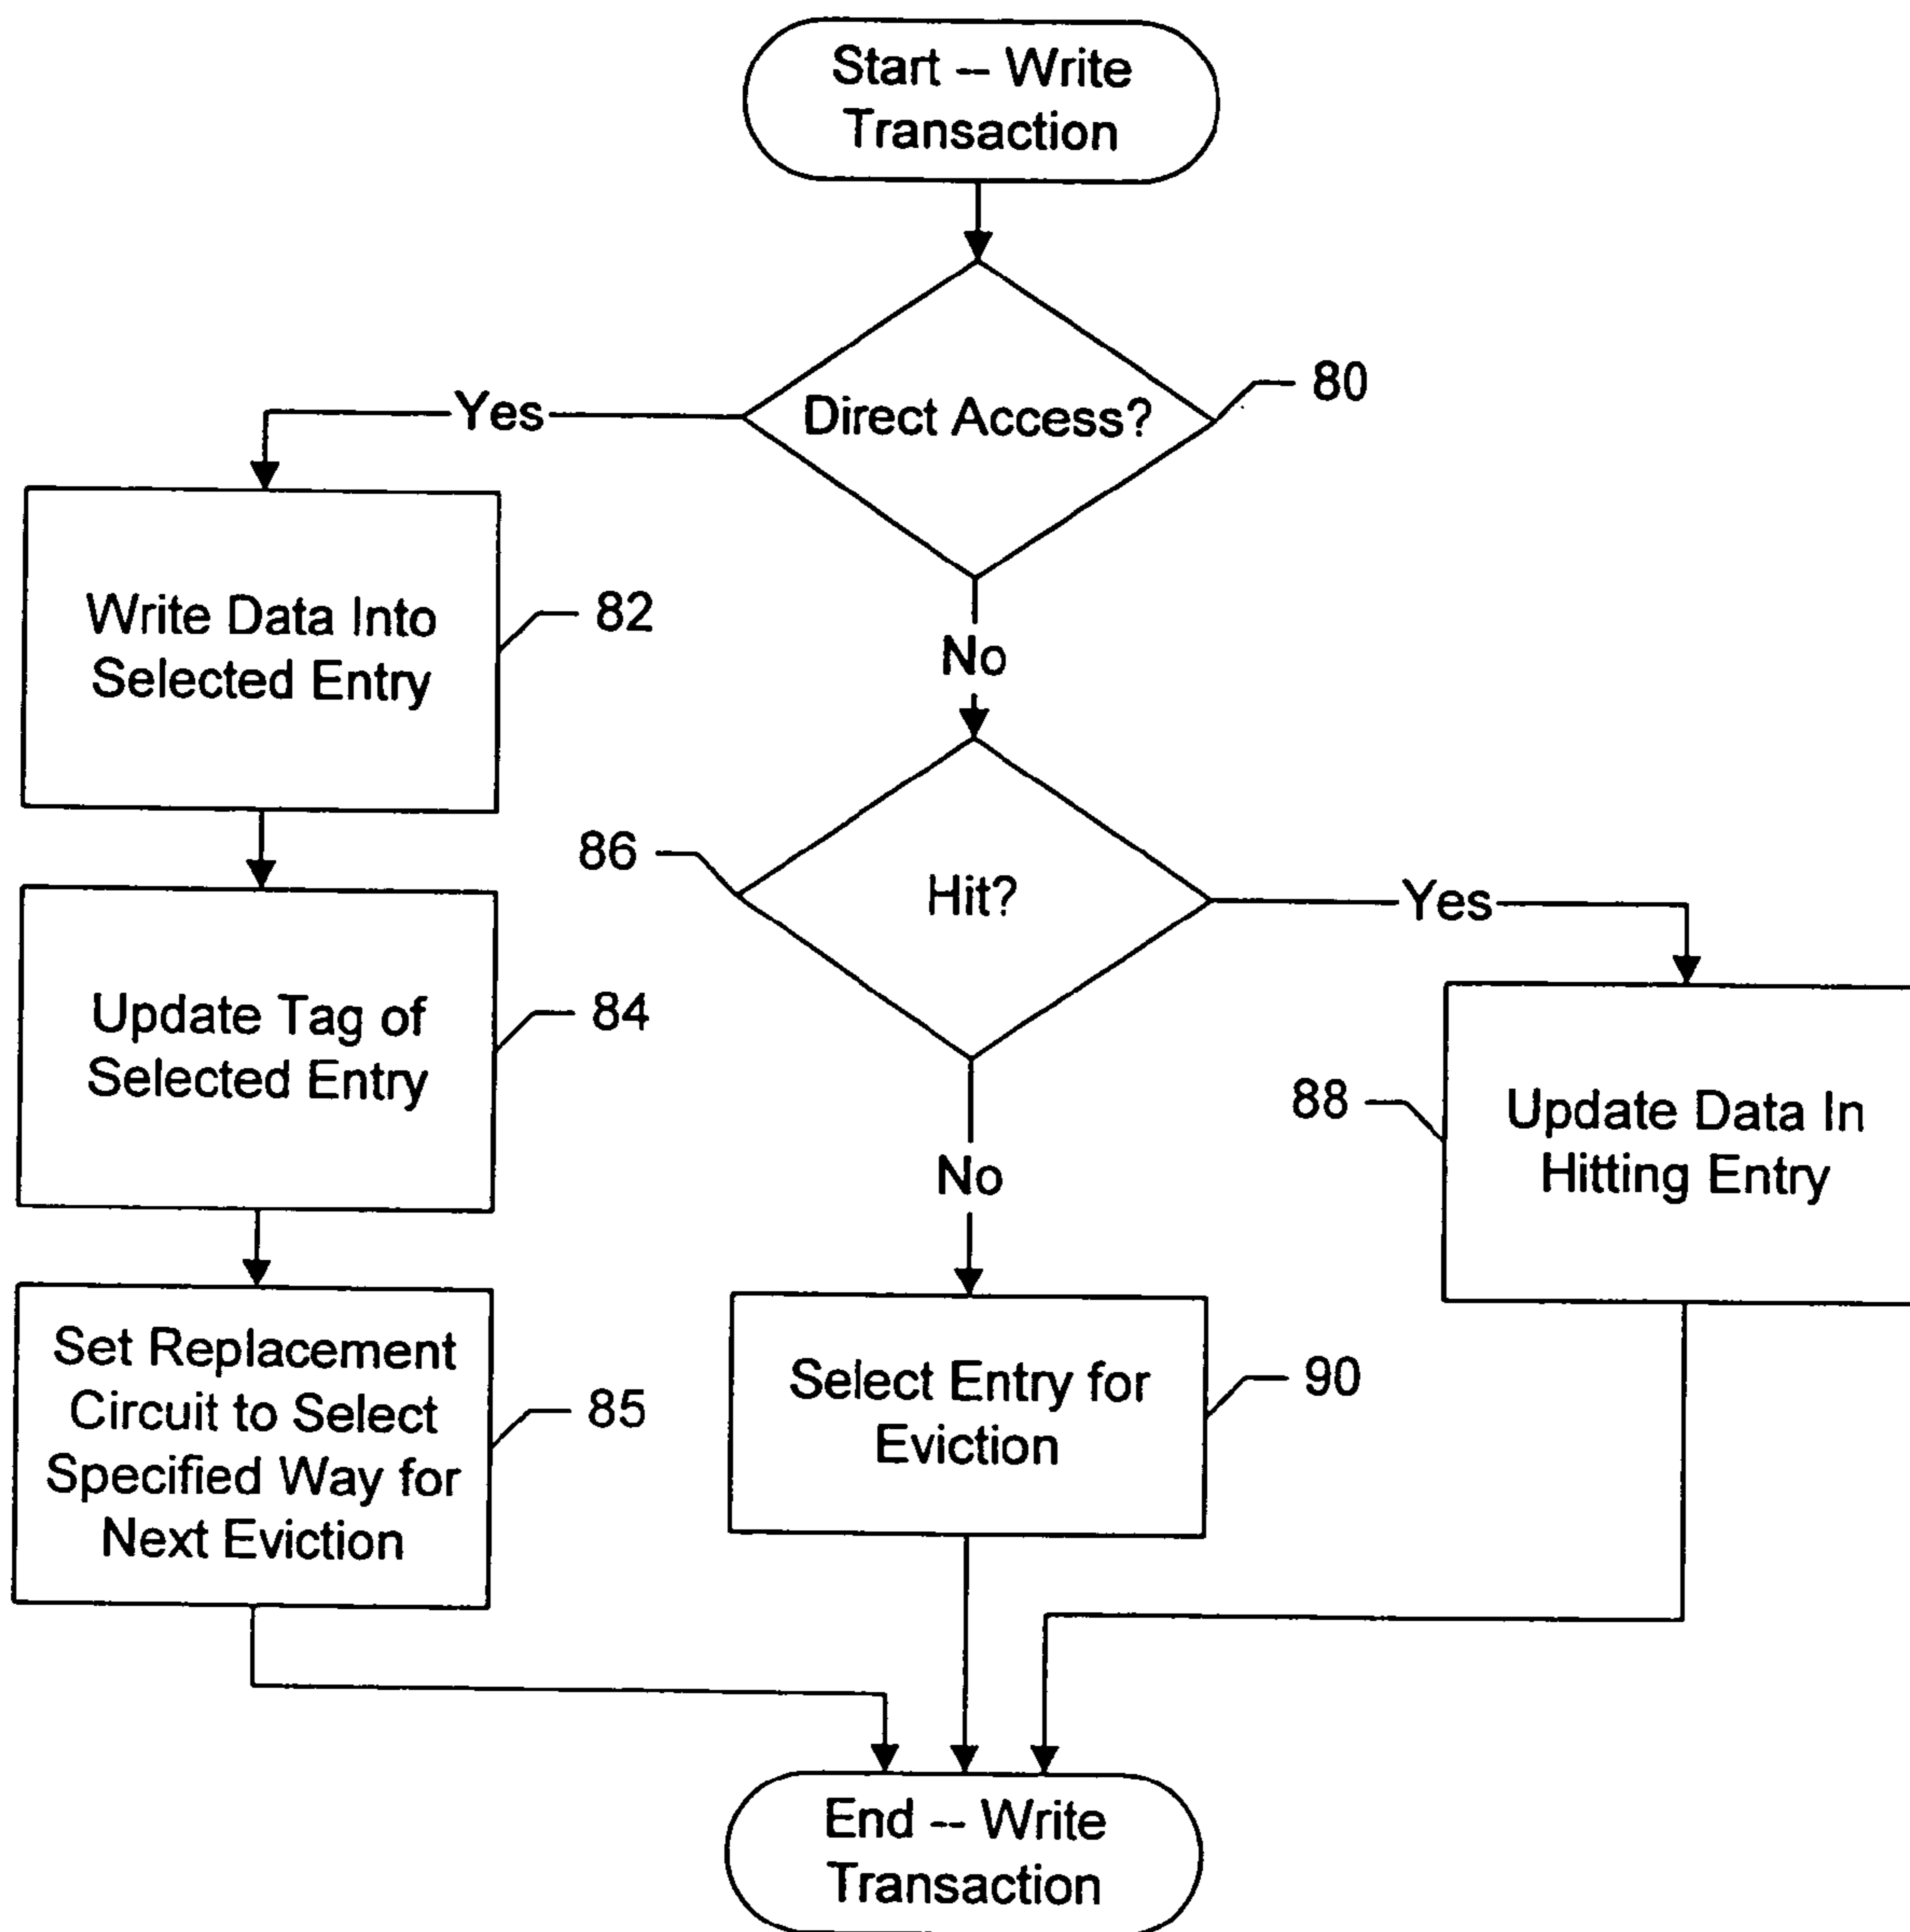 Start -- Write
Transaction
Direct Access?
80
Yes
No
Write Data Into
Selected Entry
82
Update Tag of
Selected Entry
84
Set Replacement
Circuit to Select
Specified Way for
Next Eviction
85
86
Hit?
Yes
No
88
Update Data In
Hitting Entry
Select Entry for
Eviction
90
End -- Write
Transaction